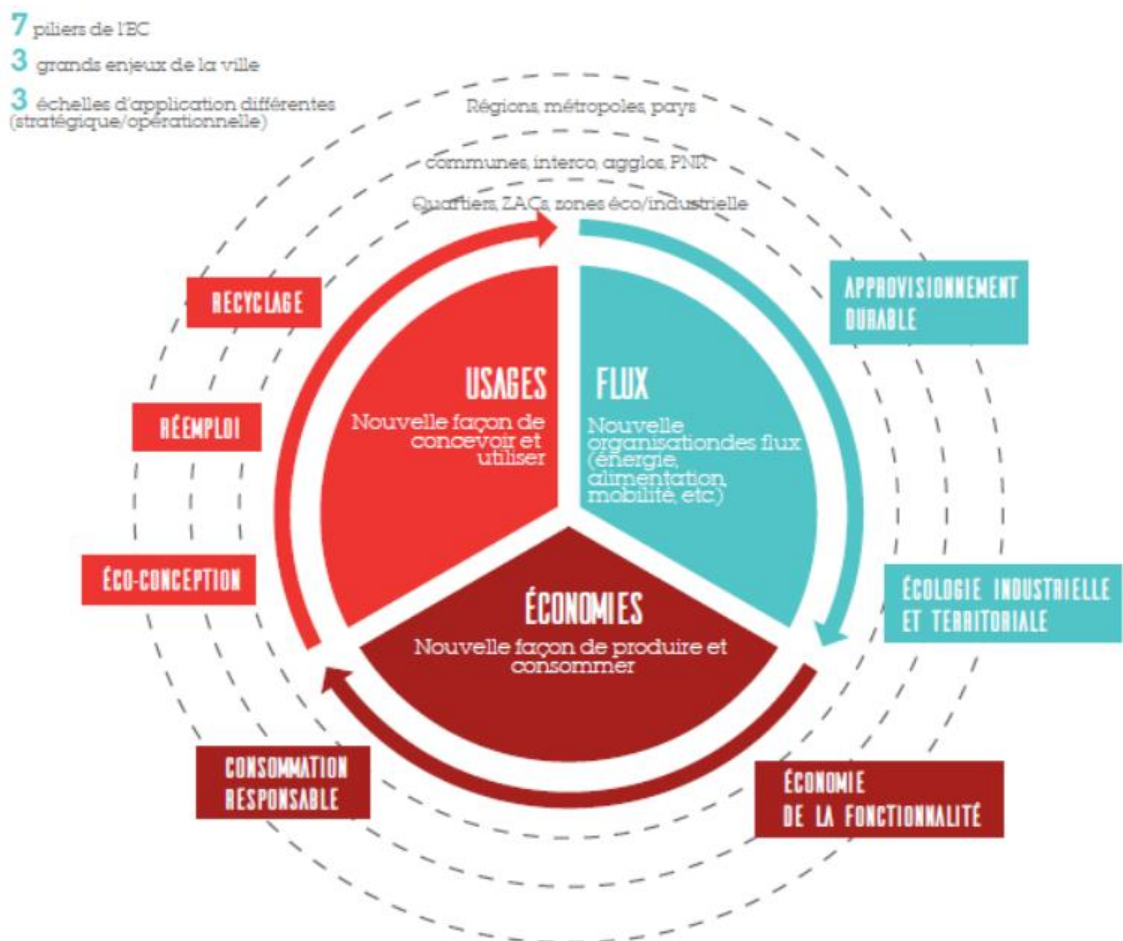 7 piliers de l'EC
3 grands enjeux de la ville
3 échelles d'application différentes
(stratégique/opérationnelle)
Régions, métropoles, pays
communes, interco, agglos, PNR
Quartiers, ZACs, zones éco/industrielle
RECYCLAGE
RÉEMPLOI
ÉCO-CONCEPTION
USAGES
Nouvelle façon de
concevoir et
utiliser
FLUX
Nouvelle
organisationdes flux
(énergie,
alimentation,
mobilité, etc.)
APPROVISIONNEMENT
DURABLE
ÉCOLOGIE INDUSTRIELLE
ET TERRITORIALE
ÉCONOMIES
Nouvelle façon de produire et
consommer
CONSOMMATION
RESPONSABLE
ÉCONOMIE
DE LA FONCTIONNALITÉ